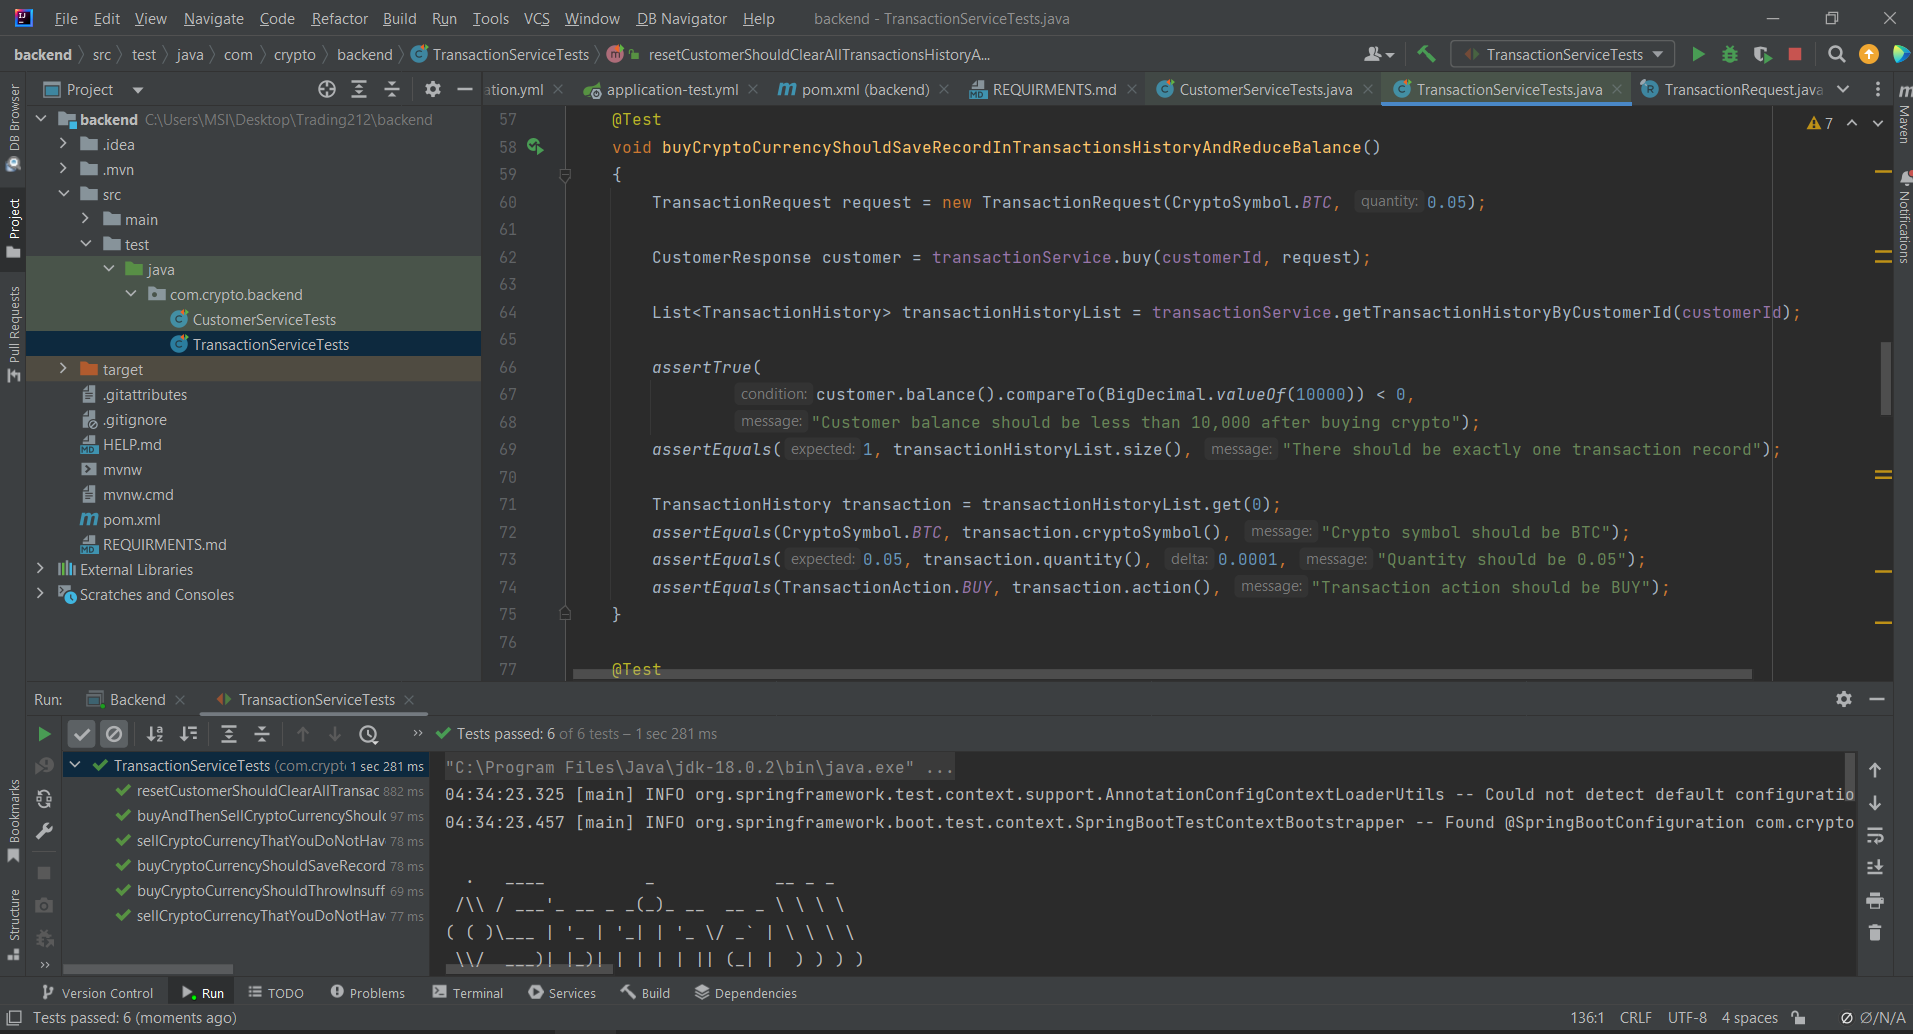 File Edit View Navigate Code Refactor Build Run Tools VCS Window DB Navigator Help backend - TransactionServiceTests.java
backend src test java com crypto backend TransactionServiceTests resetCustomerShouldClearAllTransactionsHistoryA... TransactionServiceTests
Project
ation.yml application-test.yml pom.xml (backend) REQUIRMENTS.md CustomerServiceTests.java TransactionServiceTests.java TransactionRequest.java
DB Browser
Project
Pull Requests
Bookmarks
Structure
Maven
Notifications
backend C:\Users\MSI\Desktop\Trading212\backend
.idea
.mvn
src
main
test
java
com.crypto.backend
CustomerServiceTests
TransactionServiceTests
target
.gitattributes
.gitignore
HELP.md
mvnw
mvnw.cmd
pom.xml
REQUIRMENTS.md
External Libraries
Scratches and Consoles
7
57 @Test
58 void buyCryptoCurrencyShouldSaveRecordInTransactionsHistoryAndReduceBalance()
59 {
60 TransactionRequest request = new TransactionRequest(CryptoSymbol.BTC, quantity: 0.05);
61
62 CustomerResponse customer = transactionService.buy(customerId, request);
63
64 List<TransactionHistory> transactionHistoryList = transactionService.getTransactionHistoryByCustomerId(customerId);
65
66 assertTrue(
67 condition: customer.balance().compareTo(BigDecimal.valueOf(10000)) < 0,
68 message: "Customer balance should be less than 10,000 after buying crypto");
69 assertEquals( expected: 1, transactionHistoryList.size(), message: "There should be exactly one transaction record");
70
71 TransactionHistory transaction = transactionHistoryList.get(0);
72 assertEquals(CryptoSymbol.BTC, transaction.cryptoSymbol(), message: "Crypto symbol should be BTC");
73 assertEquals( expected: 0.05, transaction.quantity(), delta: 0.0001, message: "Quantity should be 0.05");
74 assertEquals(TransactionAction.BUY, transaction.action(), message: "Transaction action should be BUY");
75 }
76
77 @Test
Run: Backend TransactionServiceTests
Tests passed: 6 of 6 tests – 1 sec 281 ms
TransactionServiceTests (com.crypt 1 sec 281 ms
resetCustomerShouldClearAllTransac 882 ms
buyAndThenSellCryptoCurrencyShoulc 97 ms
sellCryptoCurrencyThatYouDoNotHav 78 ms
buyCryptoCurrencyShouldSaveRecord 78 ms
buyCryptoCurrencyShouldThrowInsuff 69 ms
sellCryptoCurrencyThatYouDoNotHav 77 ms
"C:\Program Files\Java\jdk-18.0.2\bin\java.exe" ...
04:34:23.325 [main] INFO org.springframework.test.context.support.AnnotationConfigContextLoaderUtils -- Could not detect default configuratio
04:34:23.457 [main] INFO org.springframework.boot.test.context.SpringBootTestContextBootstrapper -- Found @SpringBootConfiguration com.crypto
  .   ____          _            __ _ _
 /\\ / ___'_ __ _ _(_)_ __  __ _ \ \ \ \
( ( )\___ | '_ | '_| | '_ \/ _` | \ \ \ \
 \\/  ___)| |_)| | | | | || (_| |  ) ) ) )
Version Control Run TODO Problems Terminal Services Build Dependencies
Tests passed: 6 (moments ago) 136:1 CRLF UTF-8 4 spaces Ø/N/A